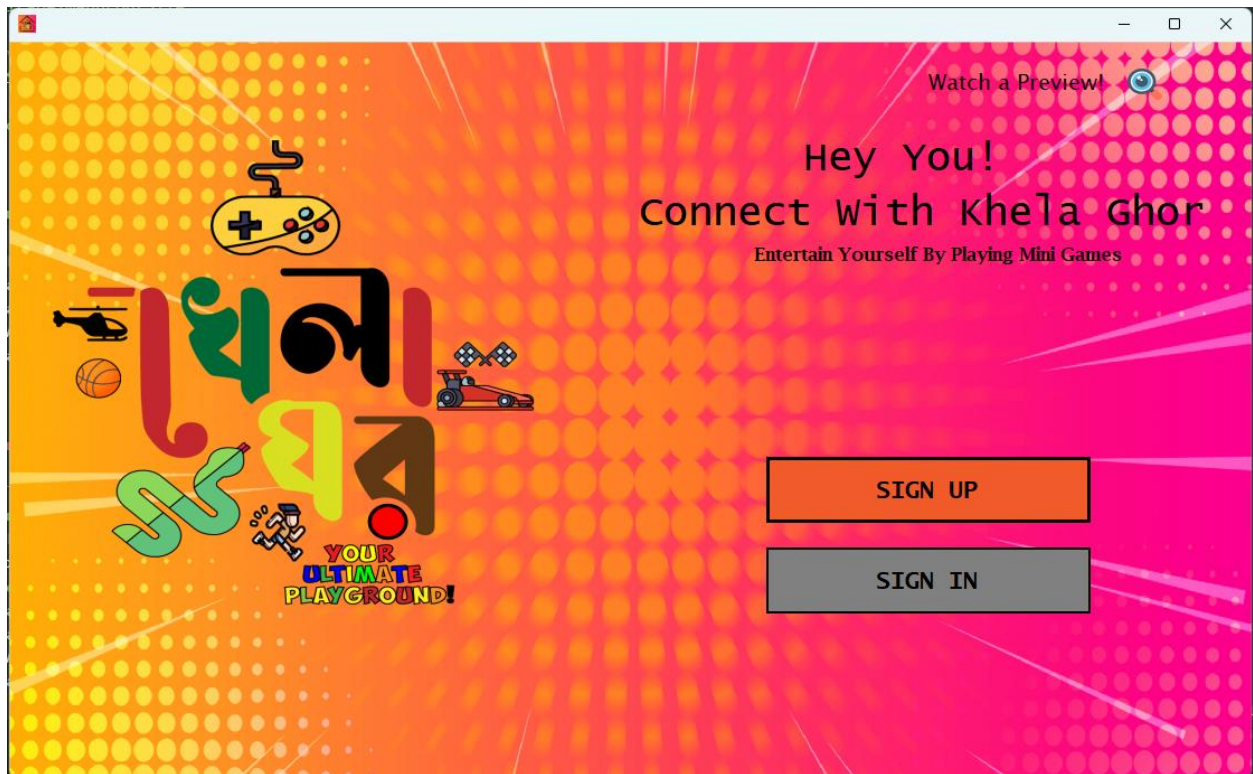 Watch a Preview!
Hey You!
Connect With Khela Ghor
Entertain Yourself By Playing Mini Games
খেলা
ঘর
YOUR
ULTIMATE
PLAYGROUND!
SIGN UP
SIGN IN